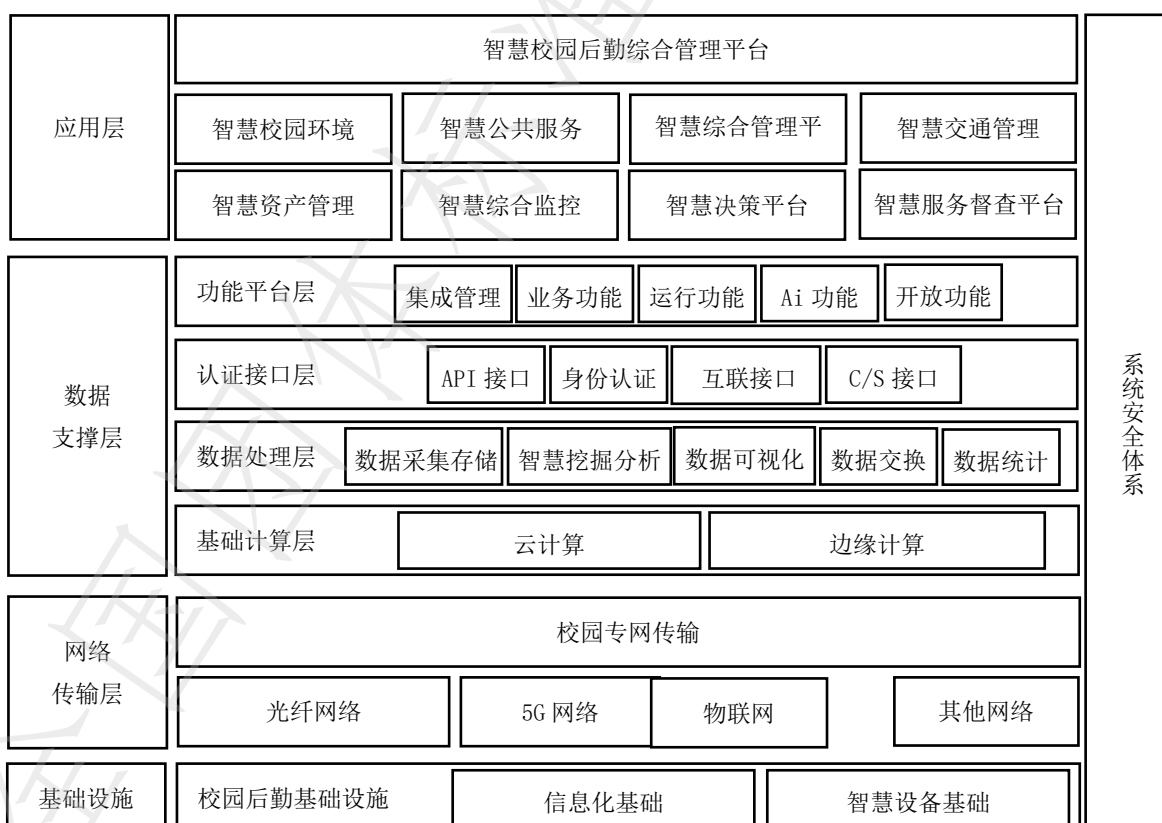 智慧校园后勤综合管理平台
应用层
智慧校园环境
智慧公共服务
智慧综合管理平
智慧交通管理
智慧资产管理
智慧综合监控
智慧决策平台
智慧服务督查平台
数据
支撑层
功能平台层
集成管理
业务功能
运行功能
Ai 功能
开放功能
认证接口层
API 接口
身份认证
互联接口
C/S 接口
数据处理层
数据采集存储
智慧挖掘分析
数据可视化
数据交换
数据统计
基础计算层
云计算
边缘计算
网络
传输层
校园专网传输
光纤网络
5G 网络
物联网
其他网络
基础设施
校园后勤基础设施
信息化基础
智慧设备基础
系统安全体系
全国团体标准